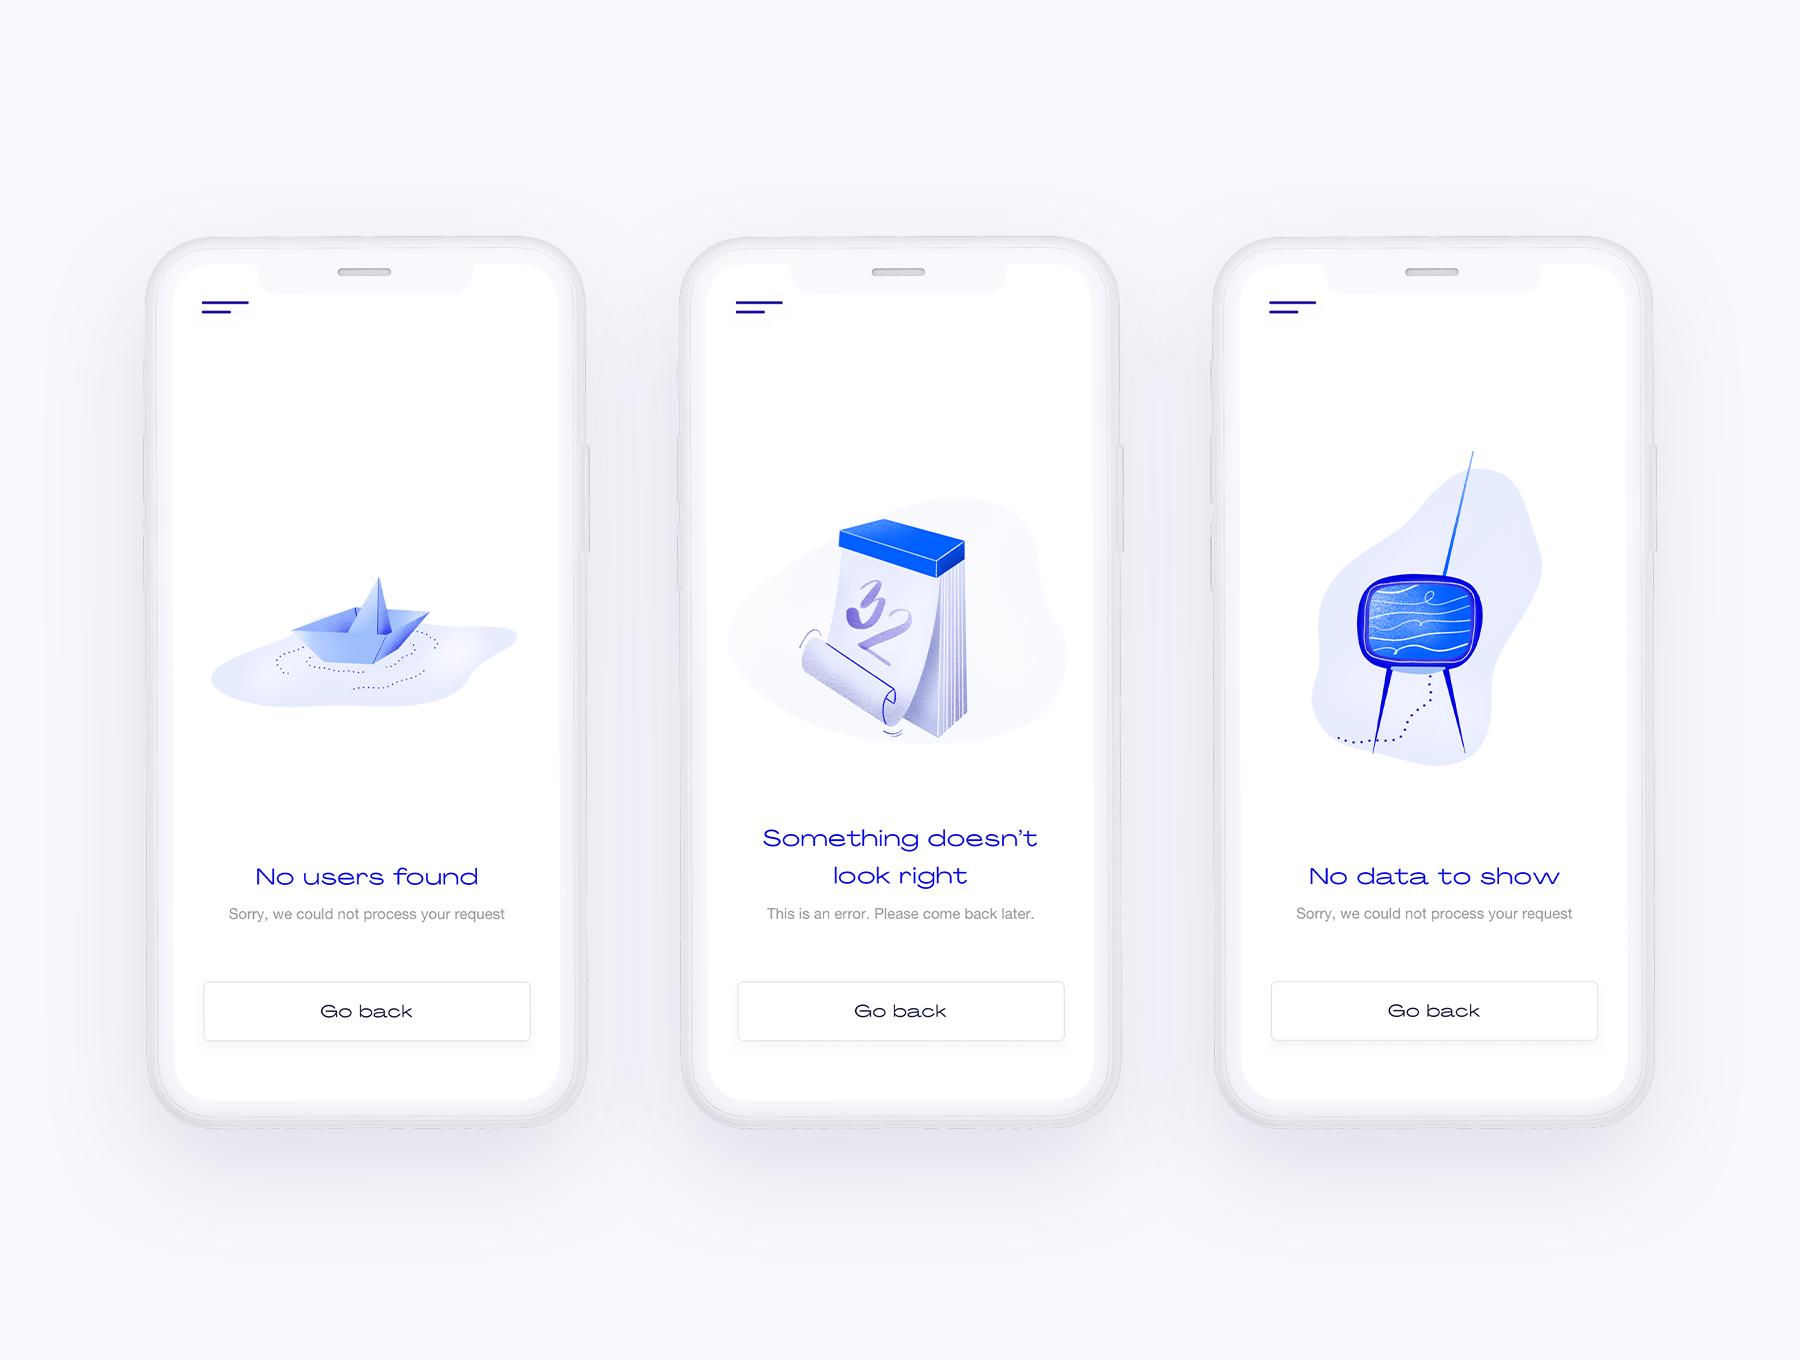 No users found
Sorry, we could not process your request
Go back
32
Something doesn’t
look right
This is an error. Please come back later.
Go back
No data to show
Sorry, we could not process your request
Go back